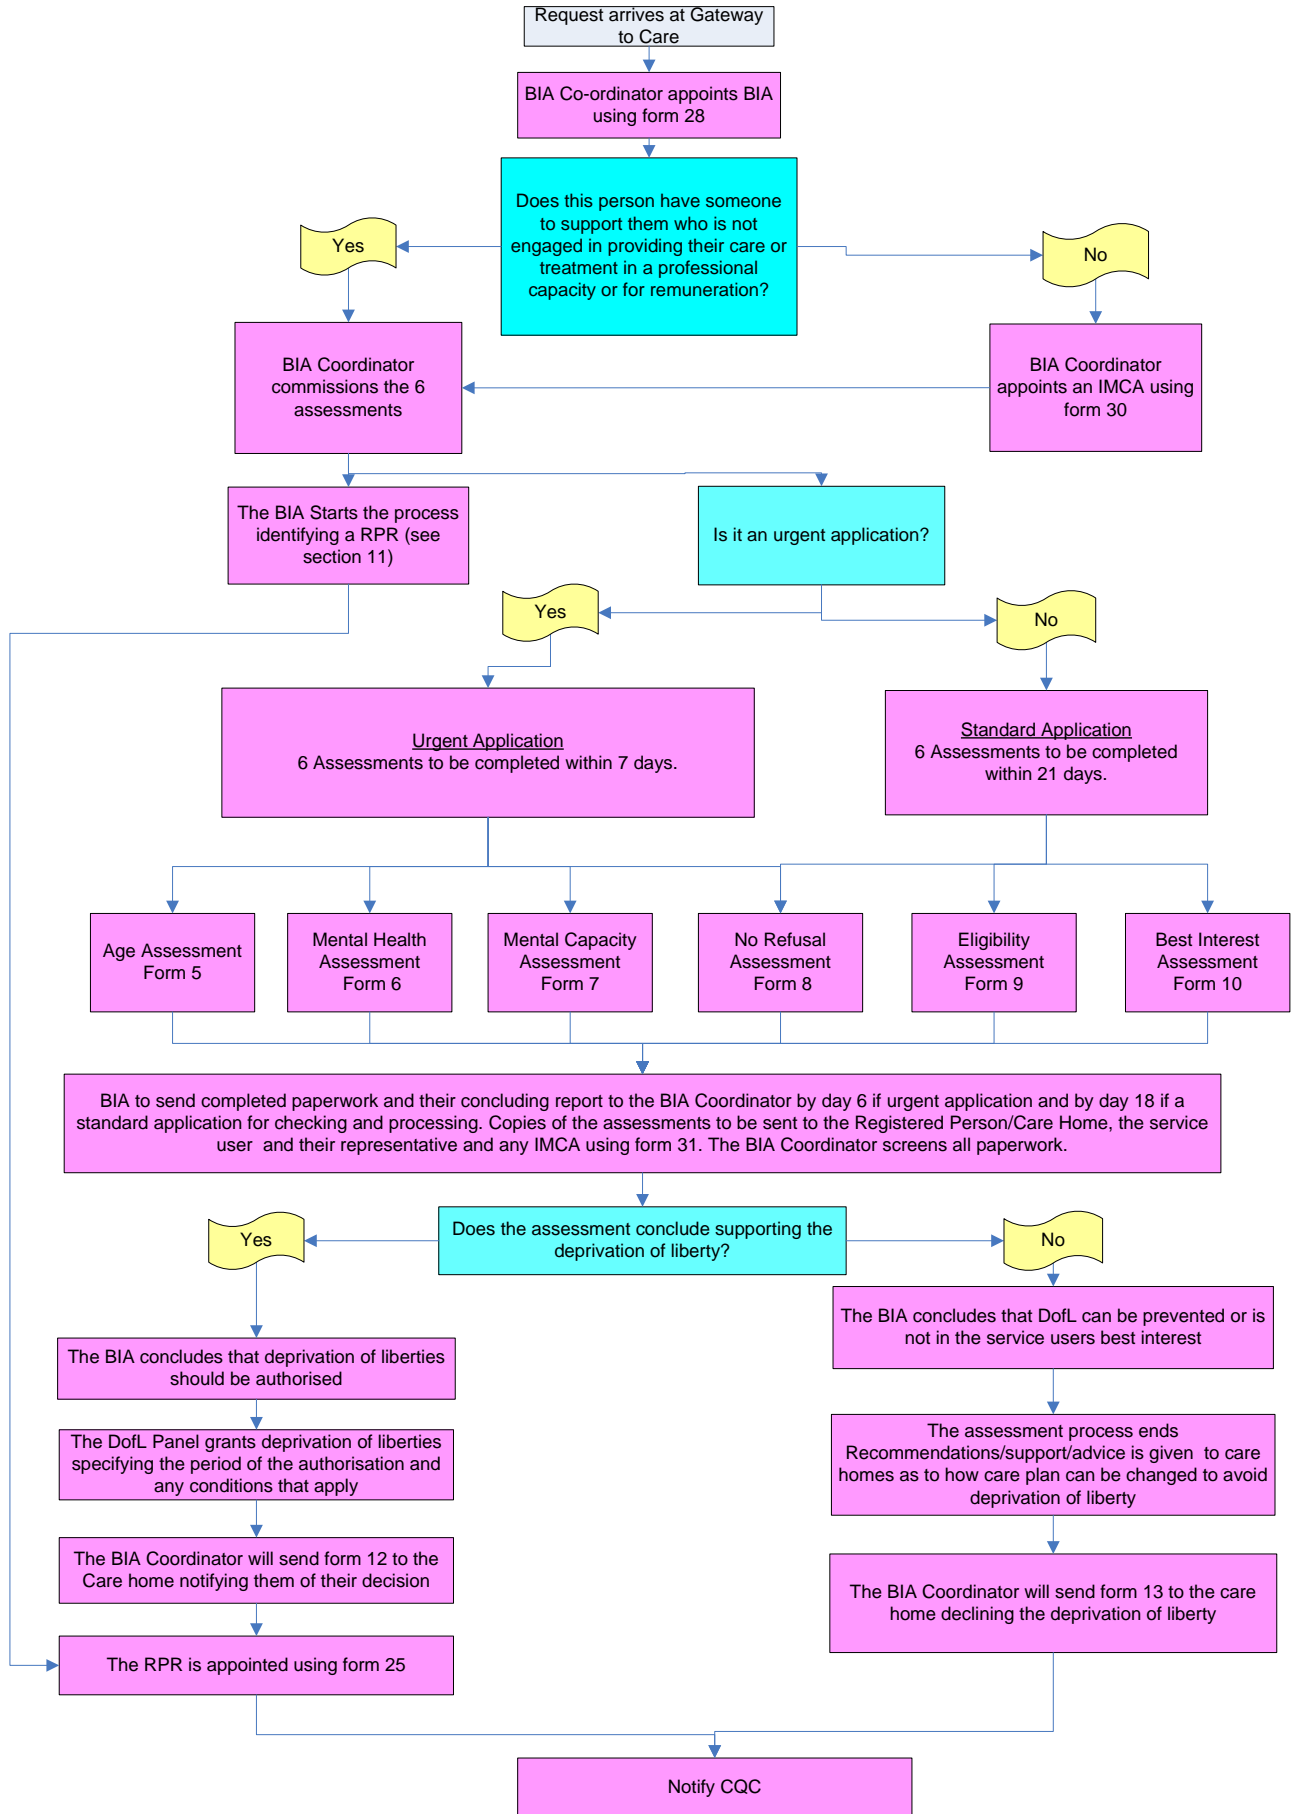 Request arrives at Gateway
to Care
BIA Co-ordinator appoints BIA
using form 28
Does this person have someone
to support them who is not
engaged in providing their care or
treatment in a professional
capacity or for remuneration?
Yes
No
BIA Coordinator
commissions the 6
assessments
BIA Coordinator
appoints an IMCA using
form 30
The BIA Starts the process
identifying a RPR (see
section 11)
Is it an urgent application?
Yes
No
Urgent Application
6 Assessments to be completed within 7 days.
Standard Application
6 Assessments to be completed
within 21 days.
Age Assessment
Form 5
Mental Health
Assessment
Form 6
Mental Capacity
Assessment
Form 7
No Refusal
Assessment
Form 8
Eligibility
Assessment
Form 9
Best Interest
Assessment
Form 10
BIA to send completed paperwork and their concluding report to the BIA Coordinator by day 6 if urgent application and by day 18 if a
standard application for checking and processing. Copies of the assessments to be sent to the Registered Person/Care Home, the service
user and their representative and any IMCA using form 31. The BIA Coordinator screens all paperwork.
Does the assessment conclude supporting the
deprivation of liberty?
Yes
No
The BIA concludes that deprivation of liberties
should be authorised
The BIA concludes that DofL can be prevented or is
not in the service users best interest
The DofL Panel grants deprivation of liberties
specifying the period of the authorisation and
any conditions that apply
The assessment process ends
Recommendations/support/advice is given to care
homes as to how care plan can be changed to avoid
deprivation of liberty
The BIA Coordinator will send form 12 to the
Care home notifying them of their decision
The BIA Coordinator will send form 13 to the care
home declining the deprivation of liberty
The RPR is appointed using form 25
Notify CQC